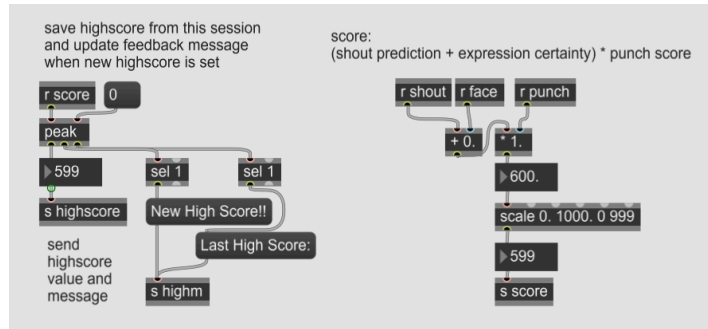 save highscore from this session
and update feedback message
when new highscore is set
r score
0
peak
599
sel 1
sel 1
s highscore
New High Score!!
Last High Score:
send
highscore
value and
message
s highm
score:
(shout prediction + expression certainty) * punch score
r shout
r face
r punch
+ 0.
* 1.
600.
scale 0. 1000. 0 999
599
s score